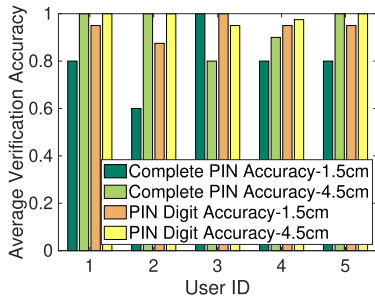 Average Verification Accuracy
1
0.8
0.6
0.4
0.2
0
Complete PIN Accuracy-1.5cm
Complete PIN Accuracy-4.5cm
PIN Digit Accuracy-1.5cm
PIN Digit Accuracy-4.5cm
1 2 3 4 5
User ID